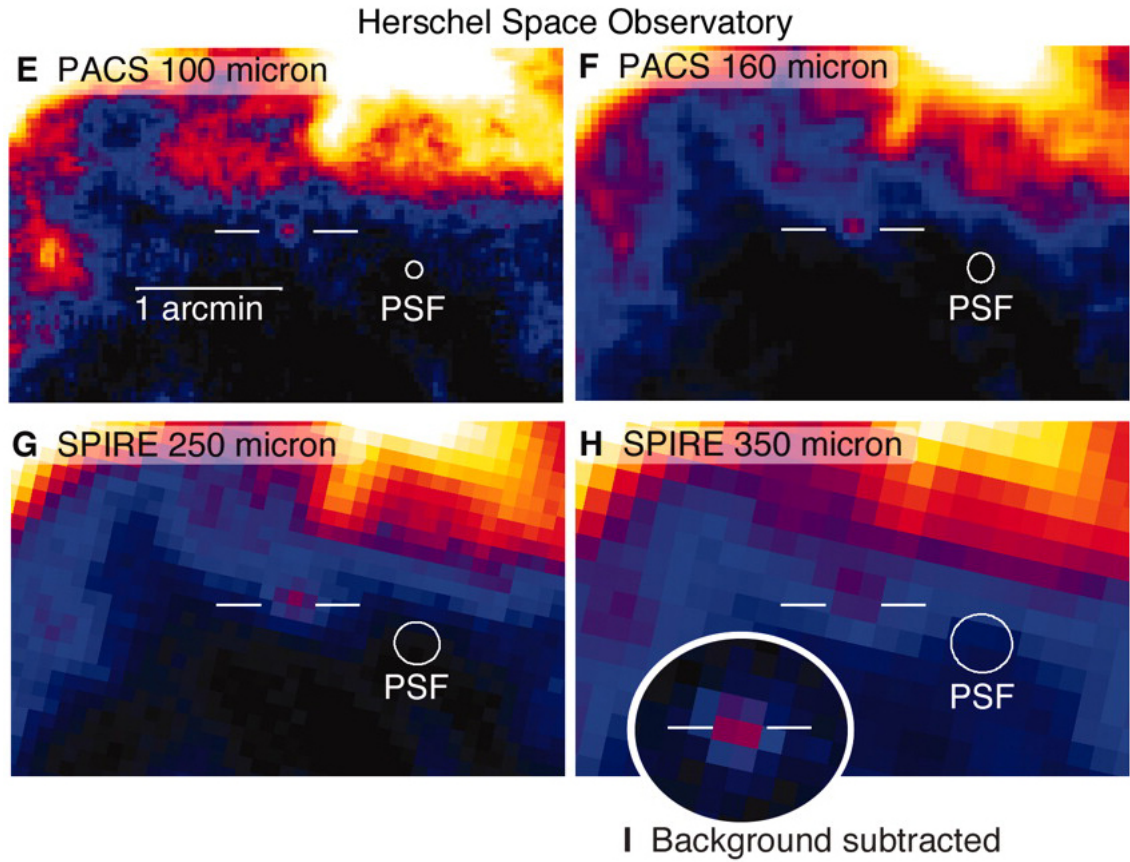 Herschel Space Observatory
E PACS 100 micron
F PACS 160 micron
1 arcmin
PSF
PSF
G SPIRE 250 micron
H SPIRE 350 micron
PSF
PSF
I Background subtracted